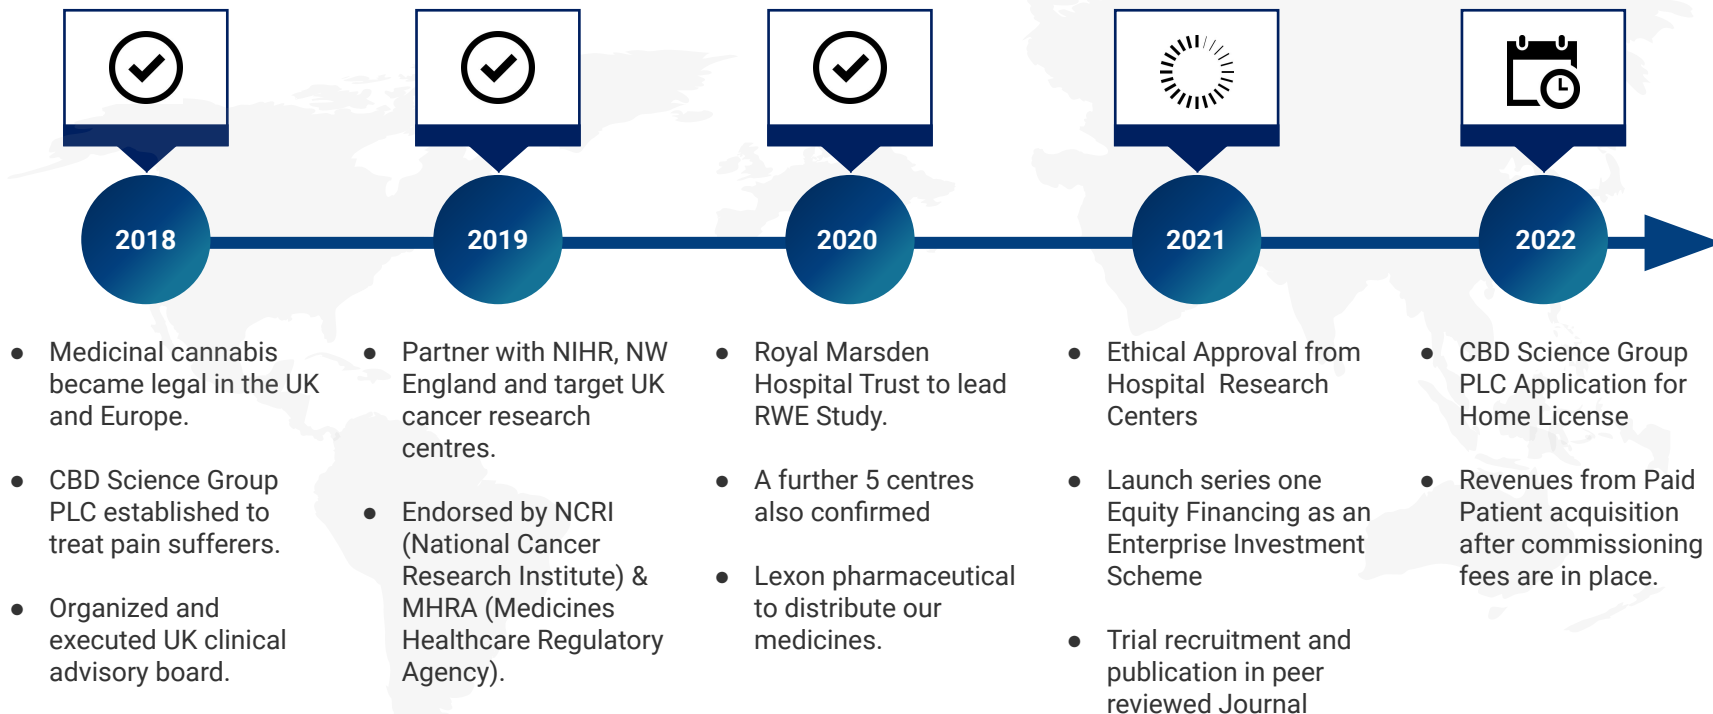 2018
2019
2020
2021
2022
● Medicinal cannabis
became legal in the UK
and Europe.
● CBD Science Group
PLC established to
treat pain sufferers.
● Organized and
executed UK clinical
advisory board.
● Partner with NIHR, NW
England and target UK
cancer research
centres.
● Endorsed by NCRI
(National Cancer
Research Institute) &
MHRA (Medicines
Healthcare Regulatory
Agency).
● Royal Marsden
Hospital Trust to lead
RWE Study.
● A further 5 centres
also confirmed
● Lexon pharmaceutical
to distribute our
medicines.
● Ethical Approval from
Hospital Research
Centers
● Launch series one
Equity Financing as an
Enterprise Investment
Scheme
● Trial recruitment and
publication in peer
reviewed Journal
● CBD Science Group
PLC Application for
Home License
● Revenues from Paid
Patient acquisition
after commissioning
fees are in place.